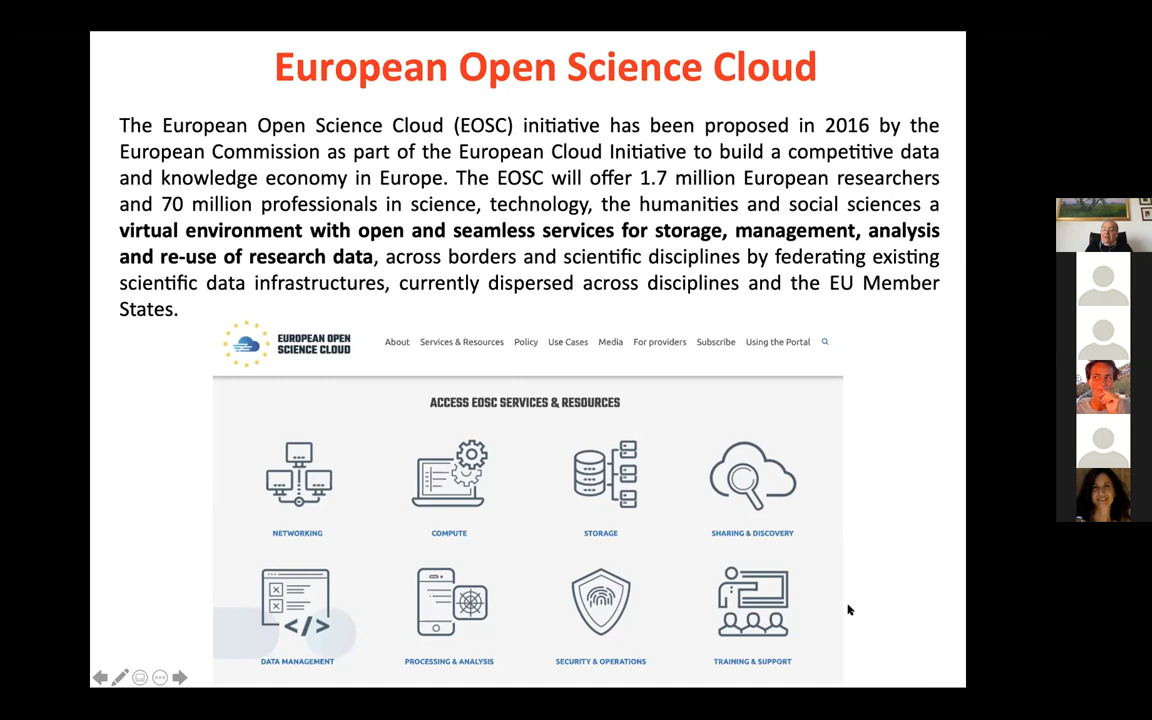 European Open Science Cloud
The European Open Science Cloud (EOSC) initiative has been proposed in 2016 by the
European Commission as part of the European Cloud Initiative to build a competitive data
and knowledge economy in Europe. The EOSC will offer 1.7 million European researchers
and 70 million professionals in science, technology, the humanities and social sciences a
virtual environment with open and seamless services for storage, management, analysis
and re-use of research data, across borders and scientific disciplines by federating existing
scientific data infrastructures, currently dispersed across disciplines and the EU Member
States.
EUROPEAN OPEN
SCIENCE CLOUD
About Services & Resources Policy Use Cases Media For providers Subscribe Using the Portal
ACCESS EOSC SERVICES & RESOURCES
NETWORKING COMPUTE STORAGE SHARING & DISCOVERY
DATA MANAGEMENT PROCESSING & ANALYSIS SECURITY & OPERATIONS TRAINING & SUPPORT